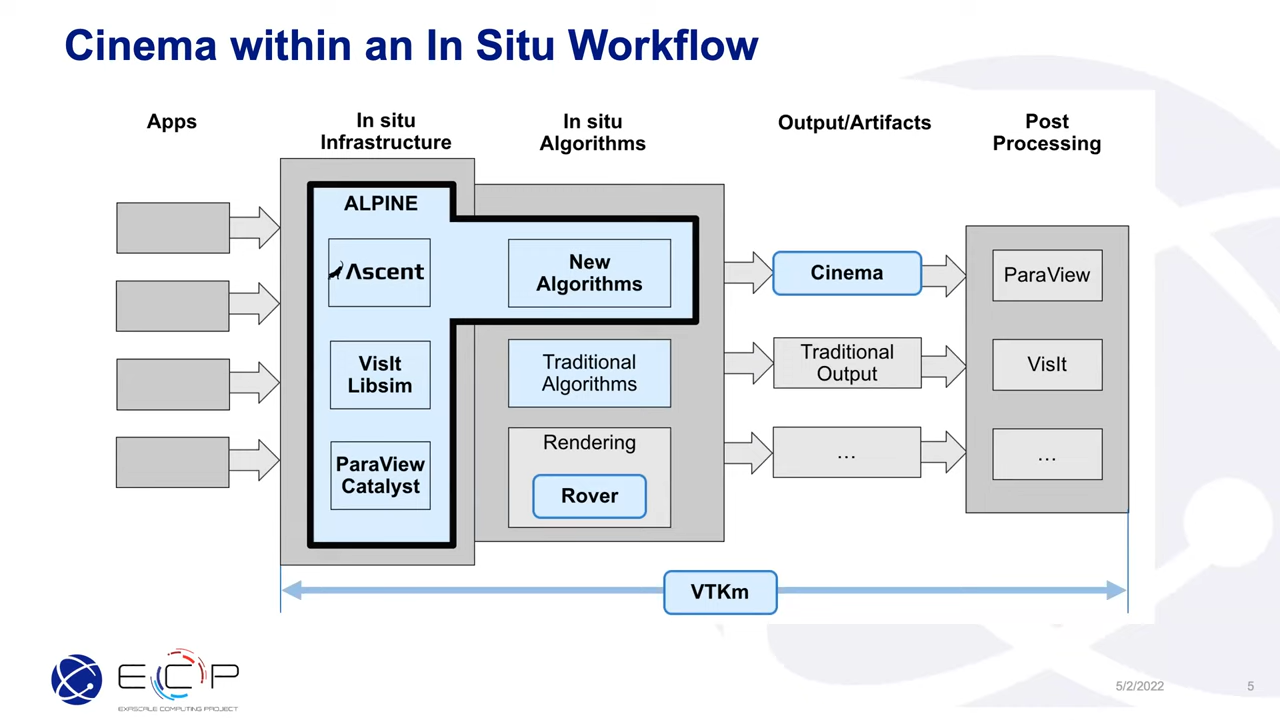 Cinema within an In Situ Workflow
Apps
In situ
Infrastructure
In situ
Algorithms
Output/Artifacts
Post
Processing
ALPINE
Ascent
VisIt
Libsim
ParaView
Catalyst
New
Algorithms
Traditional
Algorithms
Rendering
Rover
Cinema
Traditional
Output
...
ParaView
VisIt
...
VTKm
ECP
EXASCALE COMPUTING PROJECT
5/2/2022
5